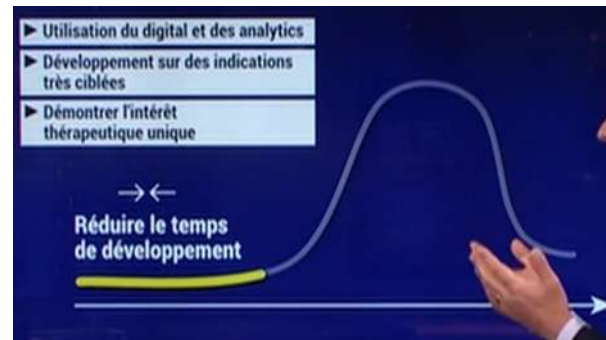 ▶ Utilisation du digital et des analytics
▶ Développement sur des indications
très ciblées
▶ Démontrer l'intérêt
thérapeutique unique
→←
Réduire le temps
de développement